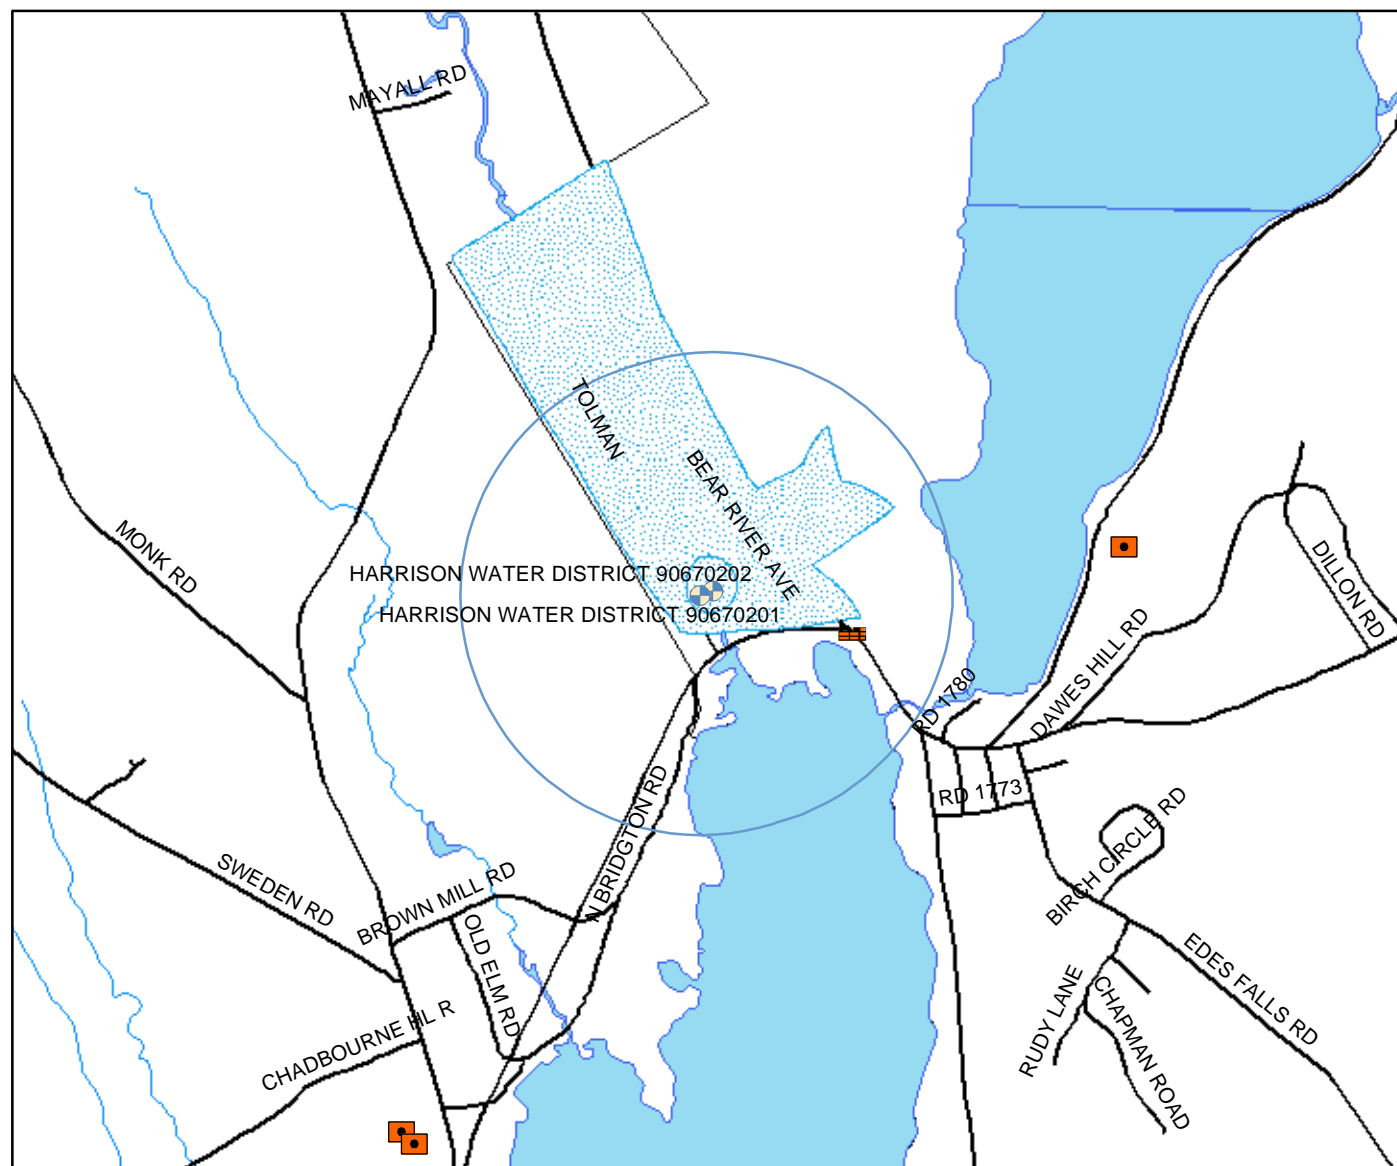 MAYALL RD
TOLMAN
BEAR RIVER AVE
MONK RD
HARRISON WATER DISTRICT 90670202
HARRISON WATER DISTRICT 90670201
DILLON RD
DAWES HILL RD
RD 1780
RD 1773
N BRIDGTON RD
BIRCH CIRCLE RD
SWEDEN RD
BROWN MILL RD
OLD ELM RD
EDES FALLS RD
RUDY LANE
CHAPMAN ROAD
CHADBOURNE HL R